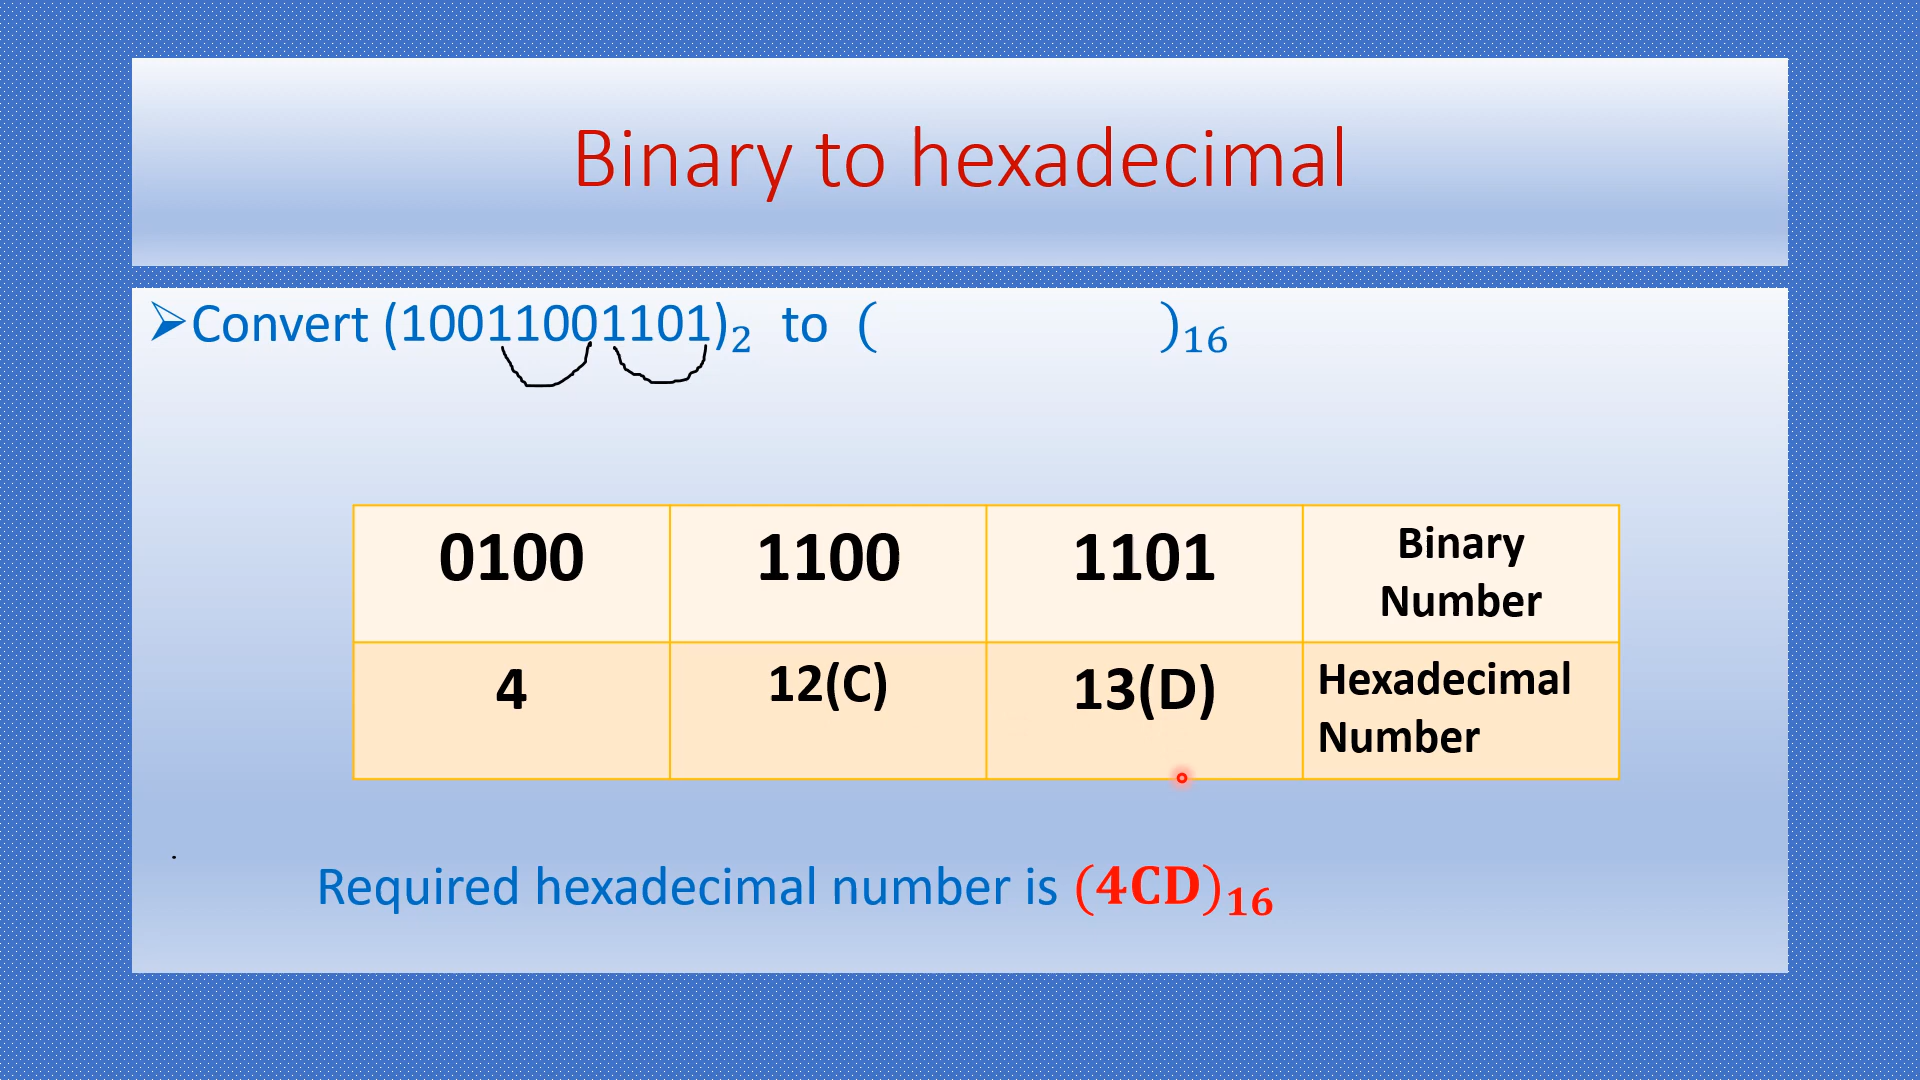 Binary to hexadecimal
➢Convert (10011001101)₂ to ( )₁₆
0100 1100 1101 Binary Number
4 12(C) 13(D) Hexadecimal Number
Required hexadecimal number is (4CD)₁₆